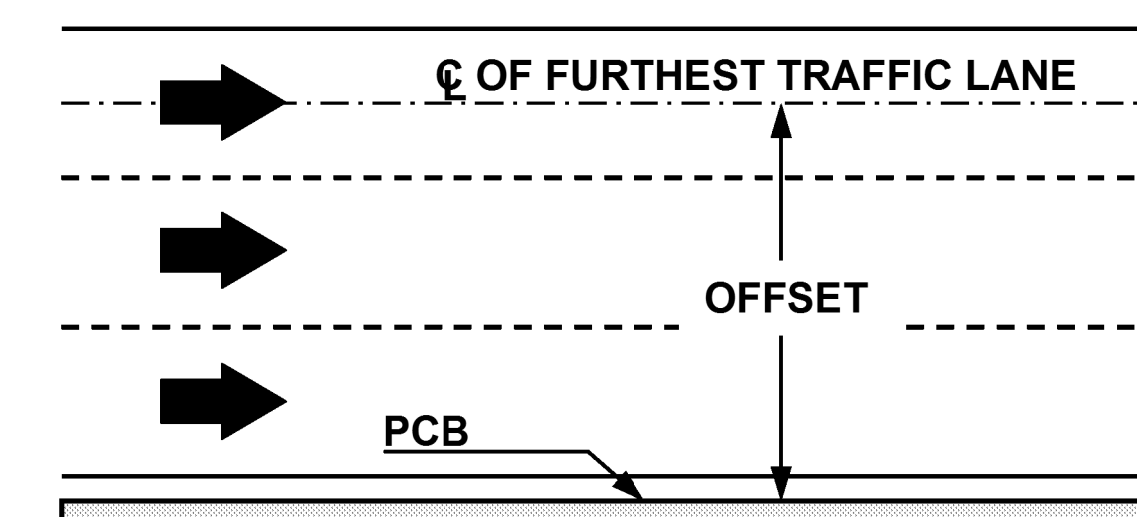 ℄ OF FURTHEST TRAFFIC LANE
OFFSET
PCB